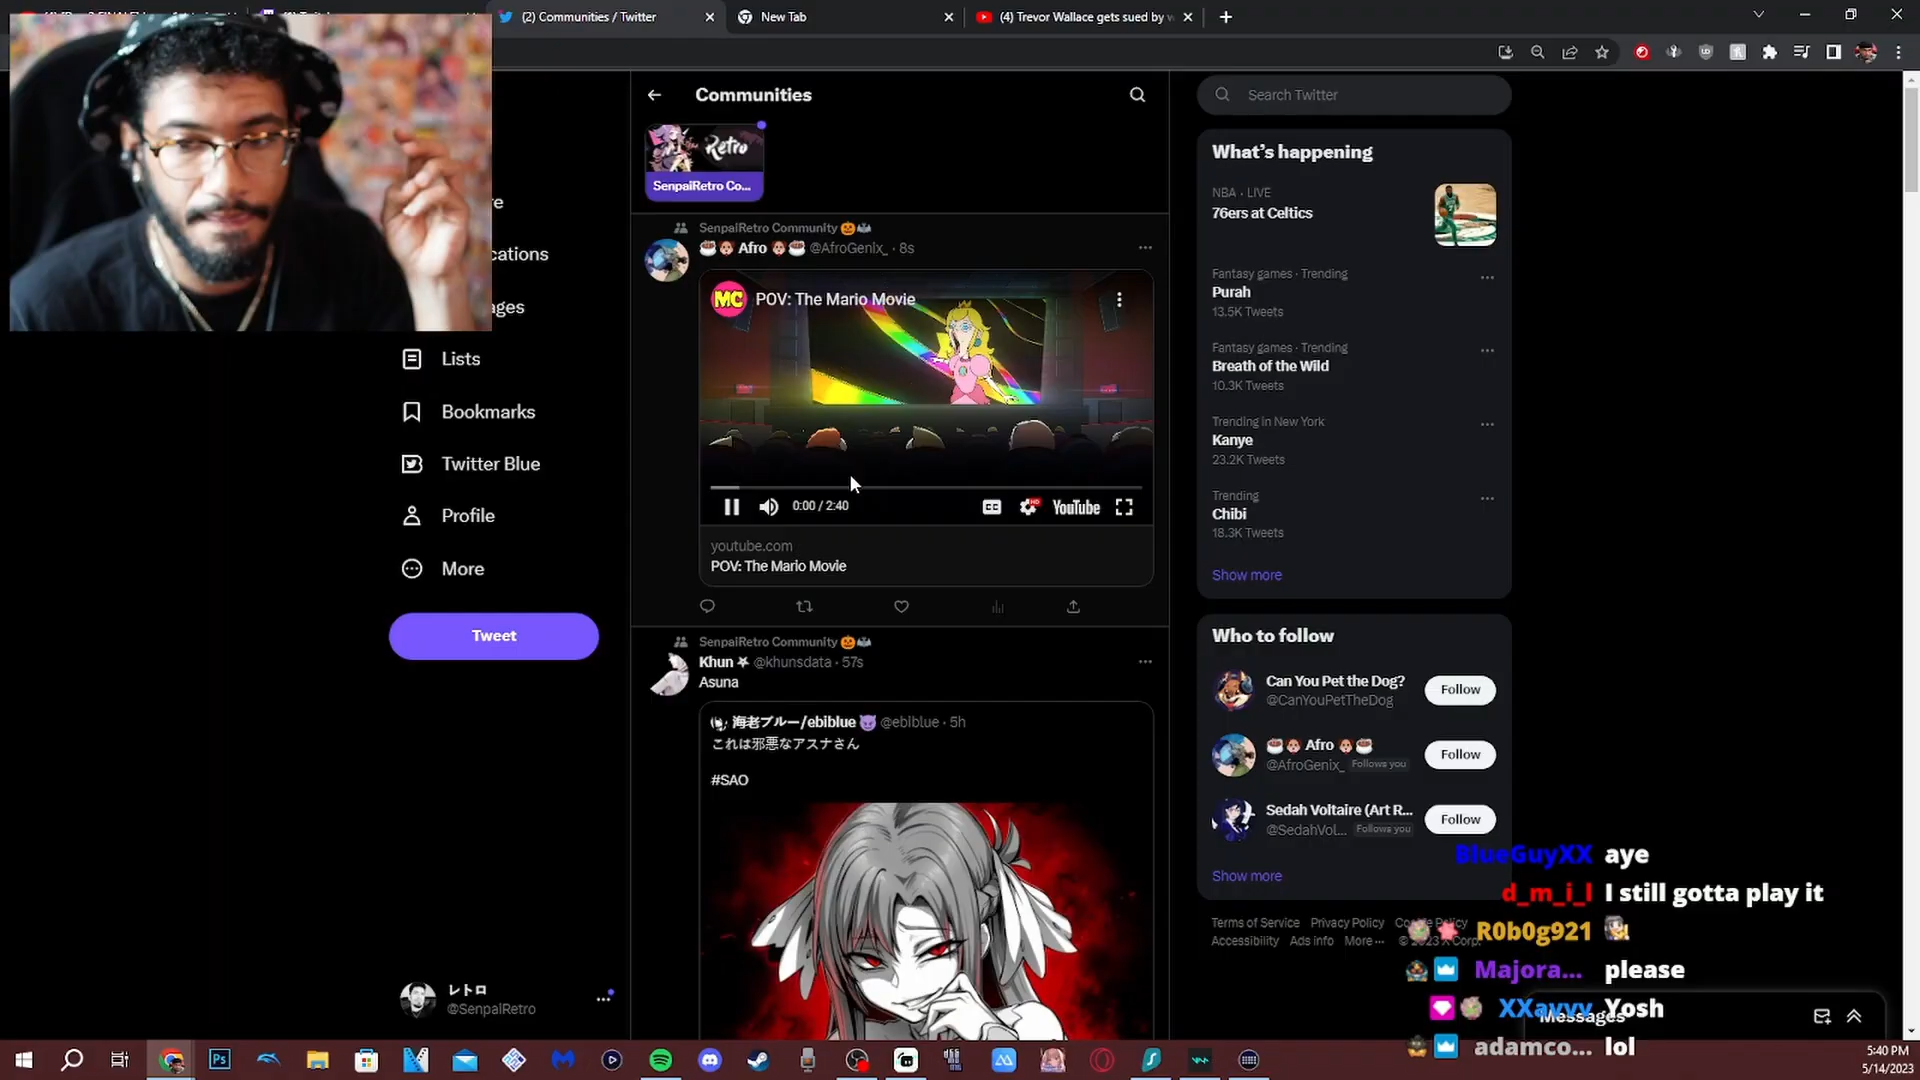 (2) Communities / Twitter
New Tab
(4) Trevor Wallace gets sued by
Communities
Search Twitter
Retro
SenpaiRetro Co...
What's happening
NBA · LIVE
76ers at Celtics
SenpaiRetro Community
Afro @AfroGenix_ · 8s
MC POV: The Mario Movie
0:00 / 2:40
CC
HD
YouTube
youtube.com
POV: The Mario Movie
Fantasy games · Trending
Purah
13.5K Tweets
Fantasy games · Trending
Breath of the Wild
10.3K Tweets
Trending in New York
Kanye
23.2K Tweets
Trending
Chibi
18.3K Tweets
Show more
Lists
Bookmarks
Twitter Blue
Profile
More
Tweet
SenpaiRetro Community
Khun @khunsdata · 57s
Asuna
海老ブルー/ebiblue @ebiblue · 5h
これは邪悪なアスナさん
#SAO
Who to follow
Can You Pet the Dog?
@CanYouPetTheDog
Follow
Afro
@AfroGenix_ Follows you
Follow
Sedah Voltaire (Art R...
@SedahVol... Follows you
Follow
Show more
Terms of Service Privacy Policy
Accessibility Ads info More ··· © 2023 X Corp.
レトロ
@SenpaiRetro
Messages
BlueGuyXX aye
d_m_i_l I still gotta play it
R0b0g921
Majora... please
XXavvv Yosh
adamco... lol
Ps
5:40 PM
5/14/2023